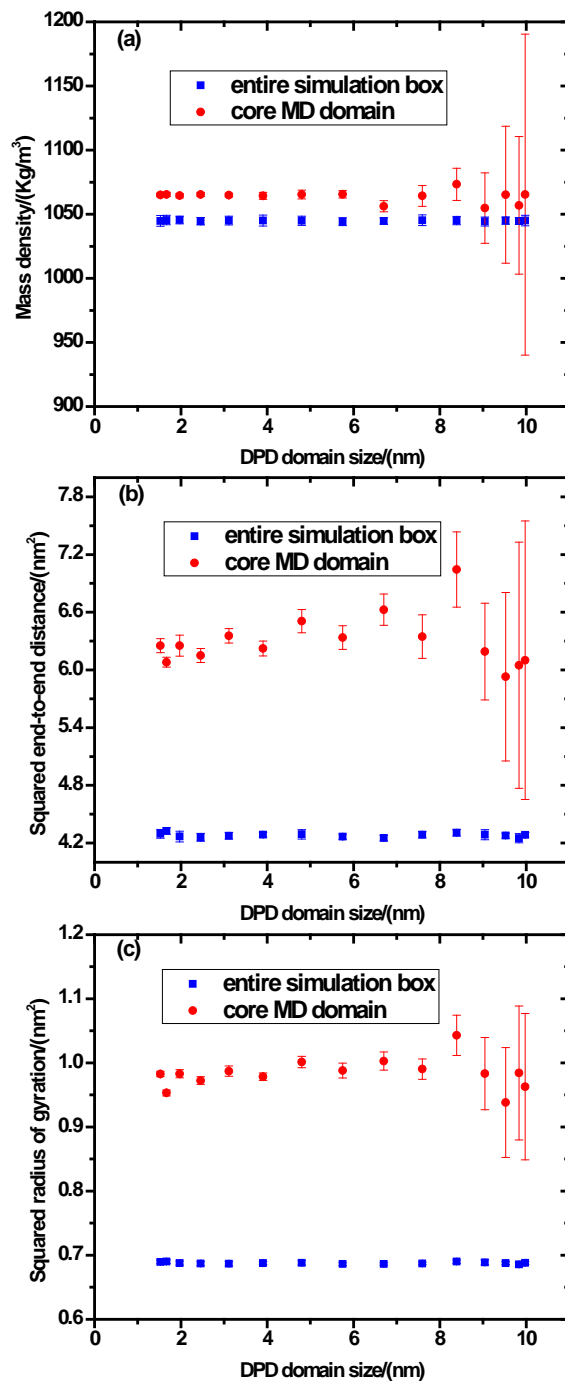 (a)
entire simulation box
core MD domain
Mass density/(Kg/m³)
1200
1150
1100
1050
1000
950
900
0 2 4 6 8 10
DPD domain size/(nm)
(b)
entire simulation box
core MD domain
Squared end-to-end distance/(nm²)
7.8
7.2
6.6
6.0
5.4
4.8
4.2
0 2 4 6 8 10
DPD domain size/(nm)
(c)
entire simulation box
core MD domain
Squared radius of gyration/(nm²)
1.2
1.1
1.0
0.9
0.8
0.7
0.6
0 2 4 6 8 10
DPD domain size/(nm)